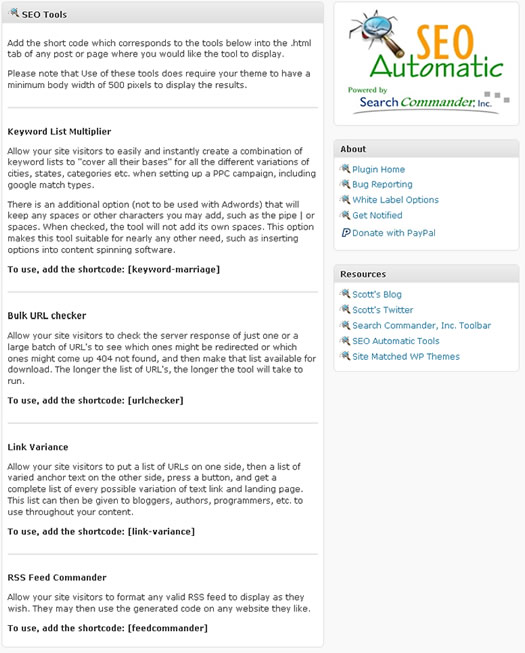 SEO Tools
Add the short code which corresponds to the tools below into the .html
tab of any post or page where you would like the tool to display.
Please note that Use of these tools does require your theme to have a
minimum body width of 500 pixels to display the results.
Keyword List Multiplier
Allow your site visitors to easily and instantly create a combination of
keyword lists to "cover all their bases" for all the different variations of
cities, states, categories etc. when setting up a PPC campaign, including
google match types.
There is an additional option (not to be used with Adwords) that will
keep any spaces or other characters you may add, such as the pipe | or
spaces. When checked, the tool will not add its own spaces. This option
makes this tool suitable for nearly any other need, such as inserting
options into content spinning software.
To use, add the shortcode: [keyword-marriage]
Bulk URL checker
Allow your site visitors to check the server response of just one or a
large batch of URL's to see which ones might be redirected or which
ones might come up 404 not found, and then make that list available for
download. The longer the list of URL's, the longer the tool will take to
run.
To use, add the shortcode: [urlchecker]
Link Variance
Allow your site visitors to put a list of URLs on one side, then a list of
varied anchor text on the other side, press a button, and get a
complete list of every possible variation of text link and landing page.
This list can then be given to bloggers, authors, programmers, etc. to
use throughout your content.
To use, add the shortcode: [link-variance]
RSS Feed Commander
Allow your site visitors to format any valid RSS feed to display as they
wish. They may then use the generated code on any website they like.
To use, add the shortcode: [feedcommander]
SEO
Automatic
Powered by
Search Commander, Inc.
About
Plugin Home
Bug Reporting
White Label Options
Get Notified
Donate with PayPal
Resources
Scott's Blog
Scott's Twitter
Search Commander, Inc. Toolbar
SEO Automatic Tools
Site Matched WP Themes